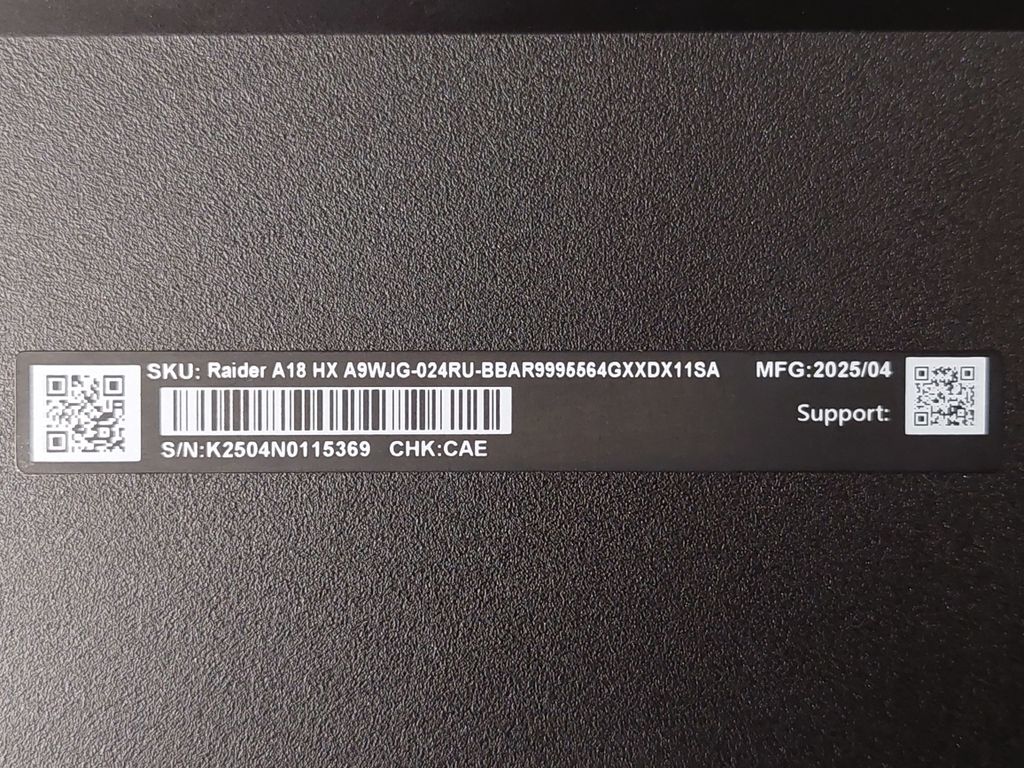 SKU: Raider A18 HX A9WJG-024RU-BBAR9995564GXXDX11SA
MFG:2025/04
Support:
S/N:K2504N0115369 CHK:CAE